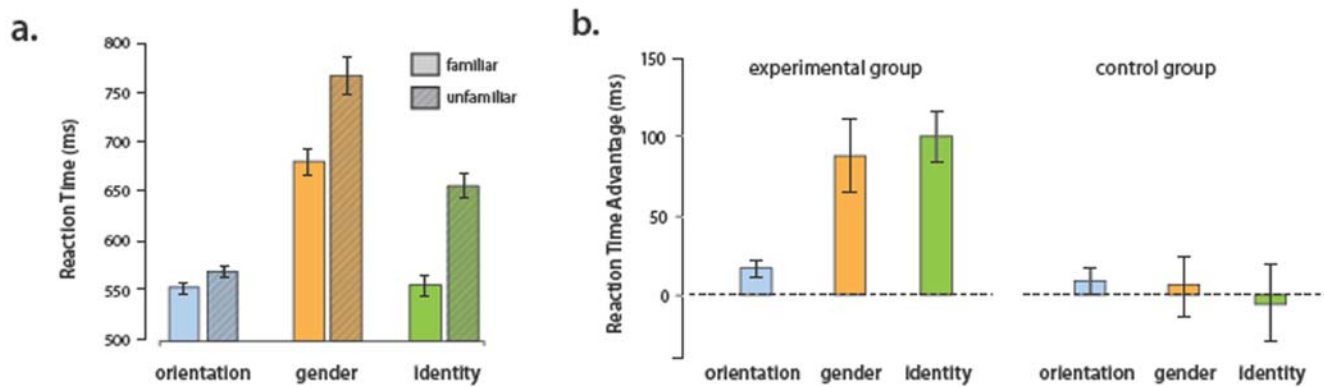 a.
Reaction Time (ms)
800
750
700
650
600
550
500
familiar
unfamiliar
orientation gender identity
b.
Reaction Time Advantage (ms)
150
100
50
0
experimental group
control group
orientation gender identity
orientation gender identity